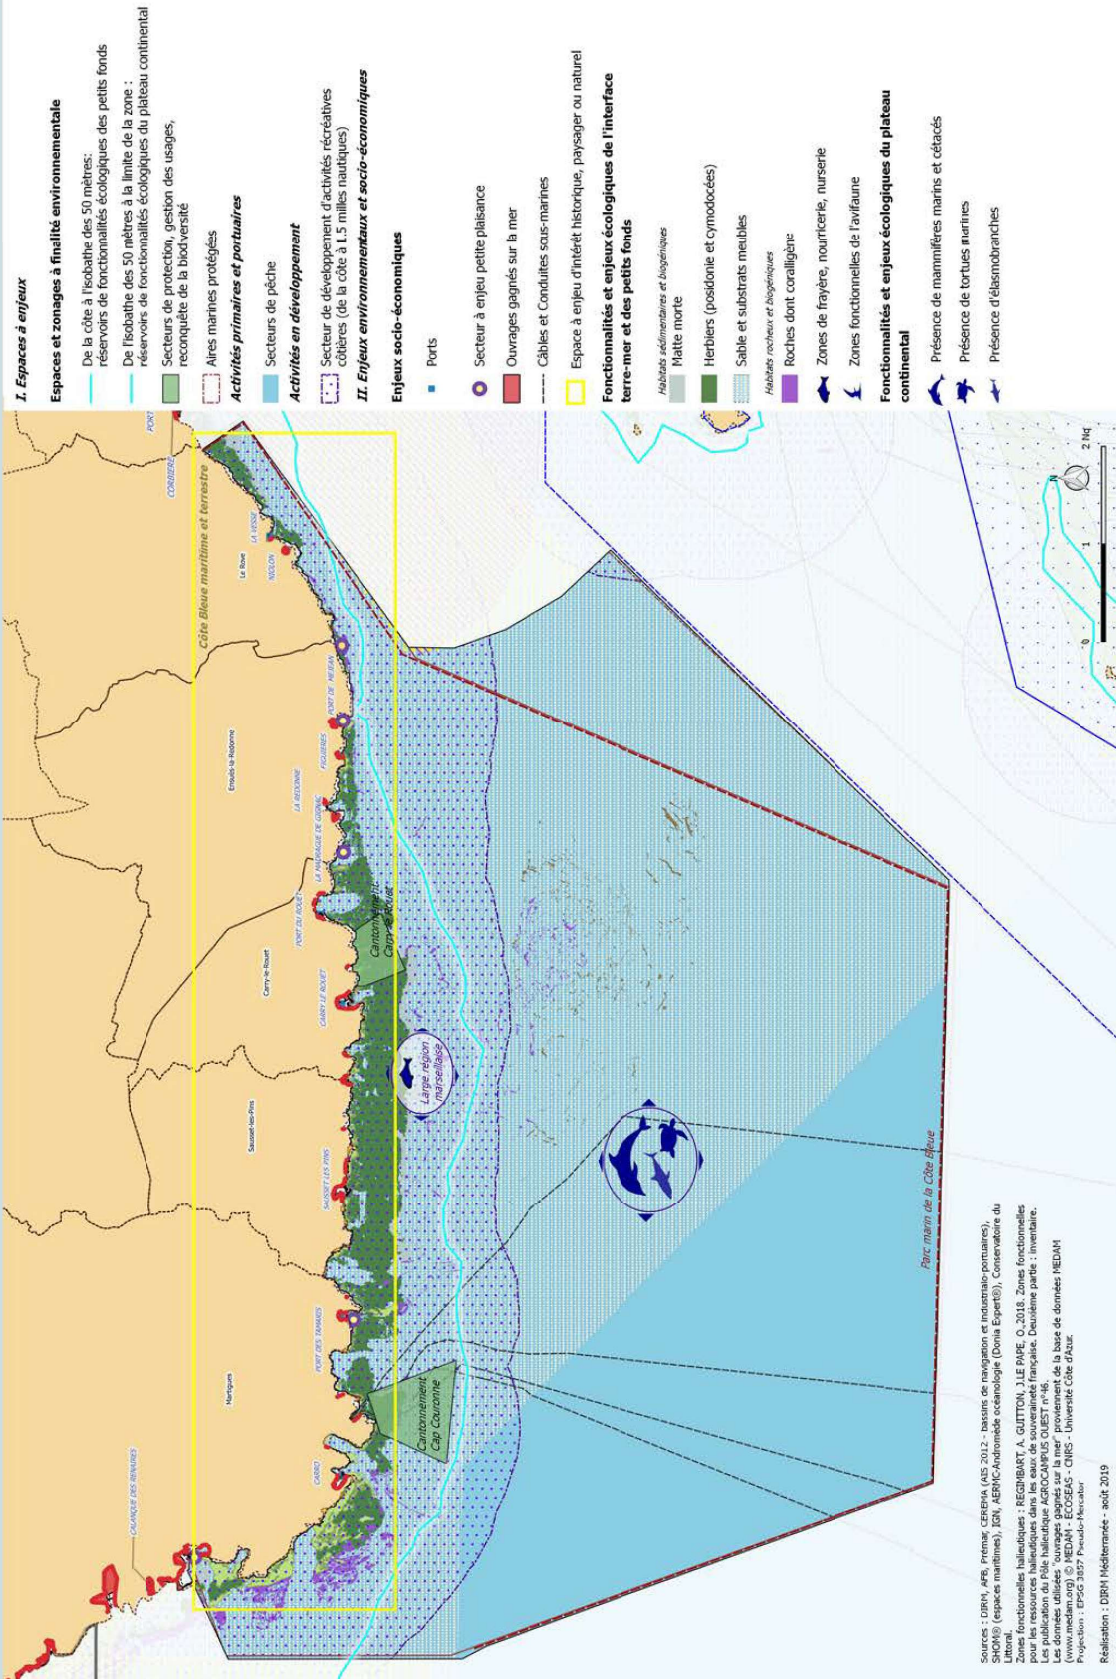 I. Espaces à enjeux
Espaces et zonages à finalité environnementale
De la côte à l'isobathe des 50 mètres:
réservoirs de fonctionnalités écologiques des petits fonds
De l'isobathe des 50 mètres à la limite de la zone :
réservoirs de fonctionnalités écologiques du plateau continental
Secteurs de protection, gestion des usages,
reconquête de la biodiversité
Aires marines protégées
Activités primaires et portuaires
Secteurs de pêche
Activités en développement
Secteur de développement d'activités récréatives
côtières (de la côte à 1.5 milles nautiques)
II. Enjeux environnementaux et socio-économiques
Enjeux socio-économiques
Ports
Secteur à enjeu petite plaisance
Ouvrages gagnés sur la mer
Câbles et Conduites sous-marines
Espace à enjeu d'intérêt historique, paysager ou naturel
Fonctionnalités et enjeux écologiques de l'interface
terre-mer et des petits fonds
Habitats sédimentaires et biogéniques
Matte morte
Herbiers (posidonie et cymodocées)
Sable et substrats meubles
Habitats rocheux et biogéniques
Roches dont coralligène
Zones de frayère, nourricerie, nurserie
Zones fonctionnelles de l'avifaune
Fonctionnalités et enjeux écologiques du plateau
continental
Présence de mammifères marins et cétacés
Présence de tortues marines
Présence d'élasmobranches
CALANQUE DES RENAIRES
Martigues
CARRO
PORT DES TAMARIS
Cantonnement
Cap Couronne
Sausset-les-Pins
SAUSSET LES PINS
Large région
marseillaise
Carry-le-Rouet
CARRY LE ROUET
PORT DU ROUET
Cantonnement
Carry-le-Rouet
LA MADRAGUE DE GIGNAC
LA REDONNE
Ensuès-la-Redonne
FIGUIERES
PORT DE MEJEAN
Côte Bleue maritime et terrestre
Le Rove
NIOLON
LA VESSE
CORBIERE
PORT
Parc marin de la Côte Bleue
N
0 1 2 Nq
Sources : DIRM, AFB, Prémar, CEREMA (AIS 2012 - bassins de navigation et industrialo-portuaires),
SHOM® (espaces maritimes), IGN, AERMC-Andromède océanologie (Donia Expert®), Conservatoire du
Littoral.
Zones fonctionnelles halieutiques : REGIMBART, A. GUITTON, J.LE PAPE, O.,2018. Zones fonctionnelles
pour les ressources halieutiques dans les eaux de souveraineté française. Deuxième partie : inventaire.
Les publication du Pôle halieutique AGROCAMPUS OUEST n°46.
Les données utilisées "ouvrages gagnés sur la mer" proviennent de la base de données MEDAM
(www.medam.org) © MEDAM - ECOSEAS - CNRS - Université Côte d'Azur.
Projection : EPSG 3857 Pseudo-Mercator
Réalisation : DIRM Méditerranée - août 2019